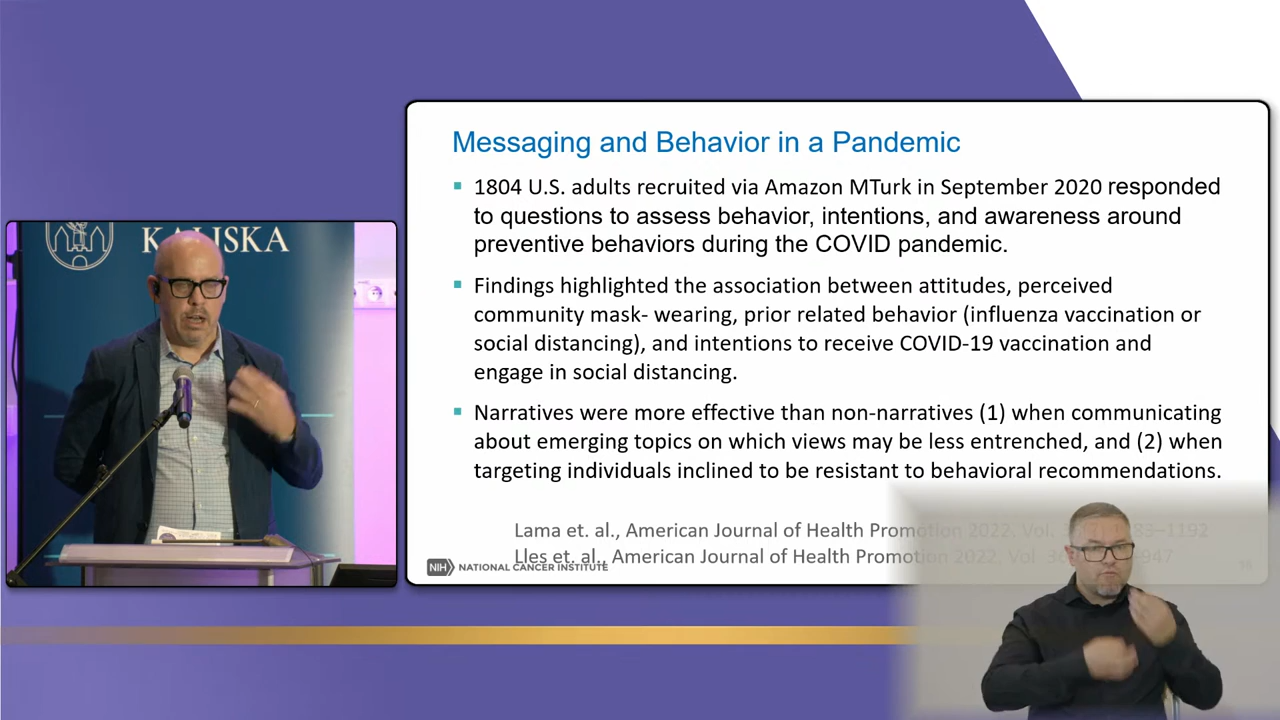 KALISKA
Messaging and Behavior in a Pandemic
▪ 1804 U.S. adults recruited via Amazon MTurk in September 2020 responded
to questions to assess behavior, intentions, and awareness around
preventive behaviors during the COVID pandemic.
▪ Findings highlighted the association between attitudes, perceived
community mask- wearing, prior related behavior (influenza vaccination or
social distancing), and intentions to receive COVID-19 vaccination and
engage in social distancing.
▪ Narratives were more effective than non-narratives (1) when communicating
about emerging topics on which views may be less entrenched, and (2) when
targeting individuals inclined to be resistant to behavioral recommendations.
Lama et. al., American Journal of Health Promotion 2022. Vol.
Lles et. al., American Journal of Health Promotion 2022, Vol
NIH NATIONAL CANCER INSTITUTE